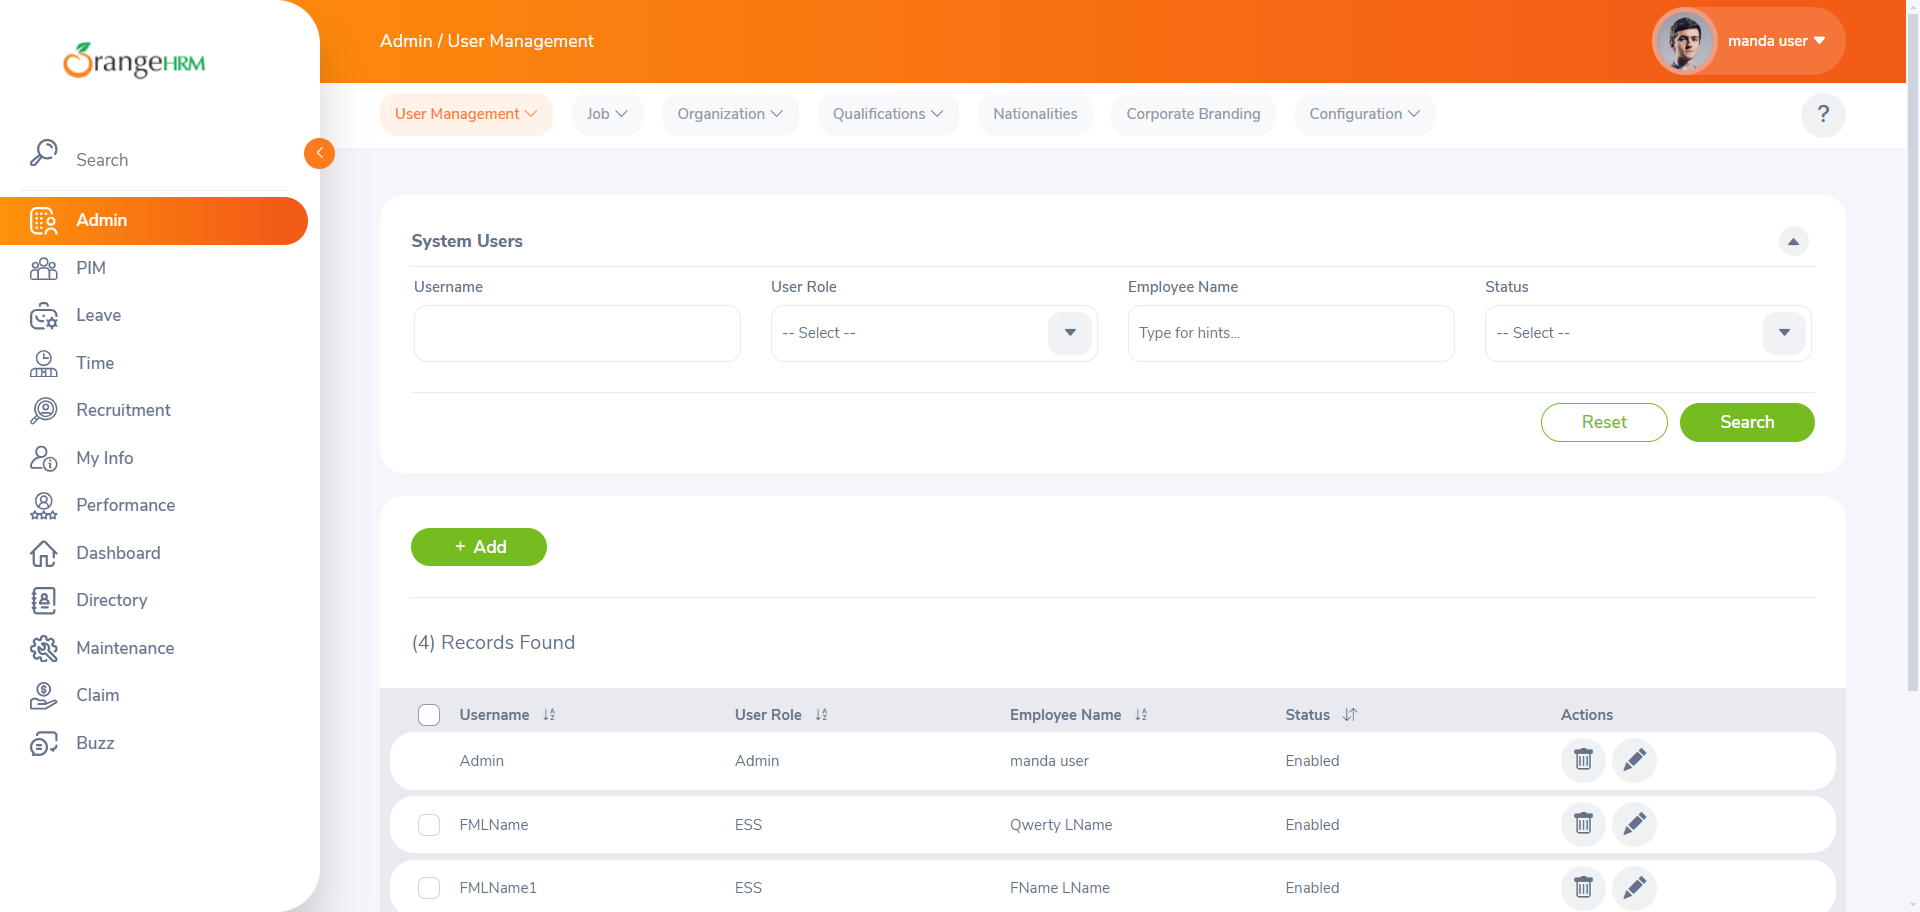 OrangeHRM
Admin / User Management
manda user
User Management
Job
Organization
Qualifications
Nationalities
Corporate Branding
Configuration
?
Search
Admin
PIM
Leave
Time
Recruitment
My Info
Performance
Dashboard
Directory
Maintenance
Claim
Buzz
System Users
Username
User Role
Employee Name
Status
-- Select --
Type for hints...
-- Select --
Reset
Search
+ Add
(4) Records Found
Username User Role Employee Name Status Actions
Admin Admin manda user Enabled
FMLName ESS Qwerty LName Enabled
FMLName1 ESS FName LName Enabled